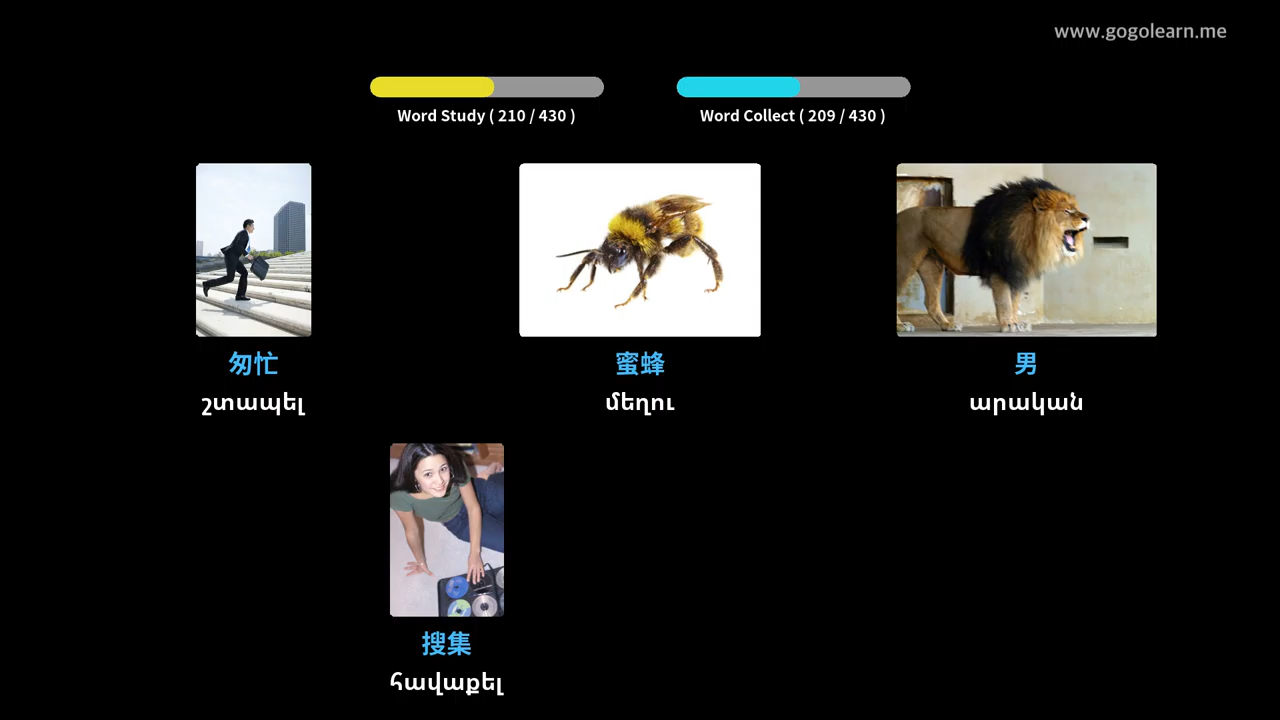 www.gogolearn.me
Word Study ( 210 / 430 )
Word Collect ( 209 / 430 )
匆忙
շտապել
蜜蜂
մեղու
男
արական
搜集
հավաքել